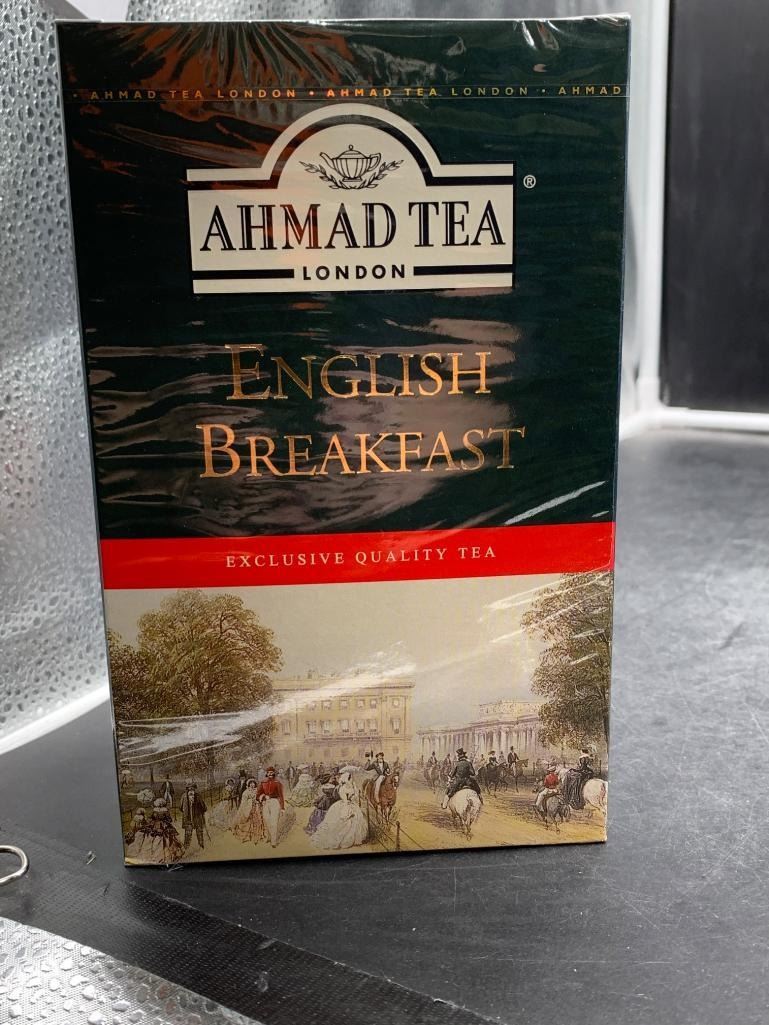 • AHMAD TEA LONDON • AHMAD TEA LONDON • AHMAD
AHMAD TEA ®
LONDON
ENGLISH
BREAKFAST
EXCLUSIVE QUALITY TEA